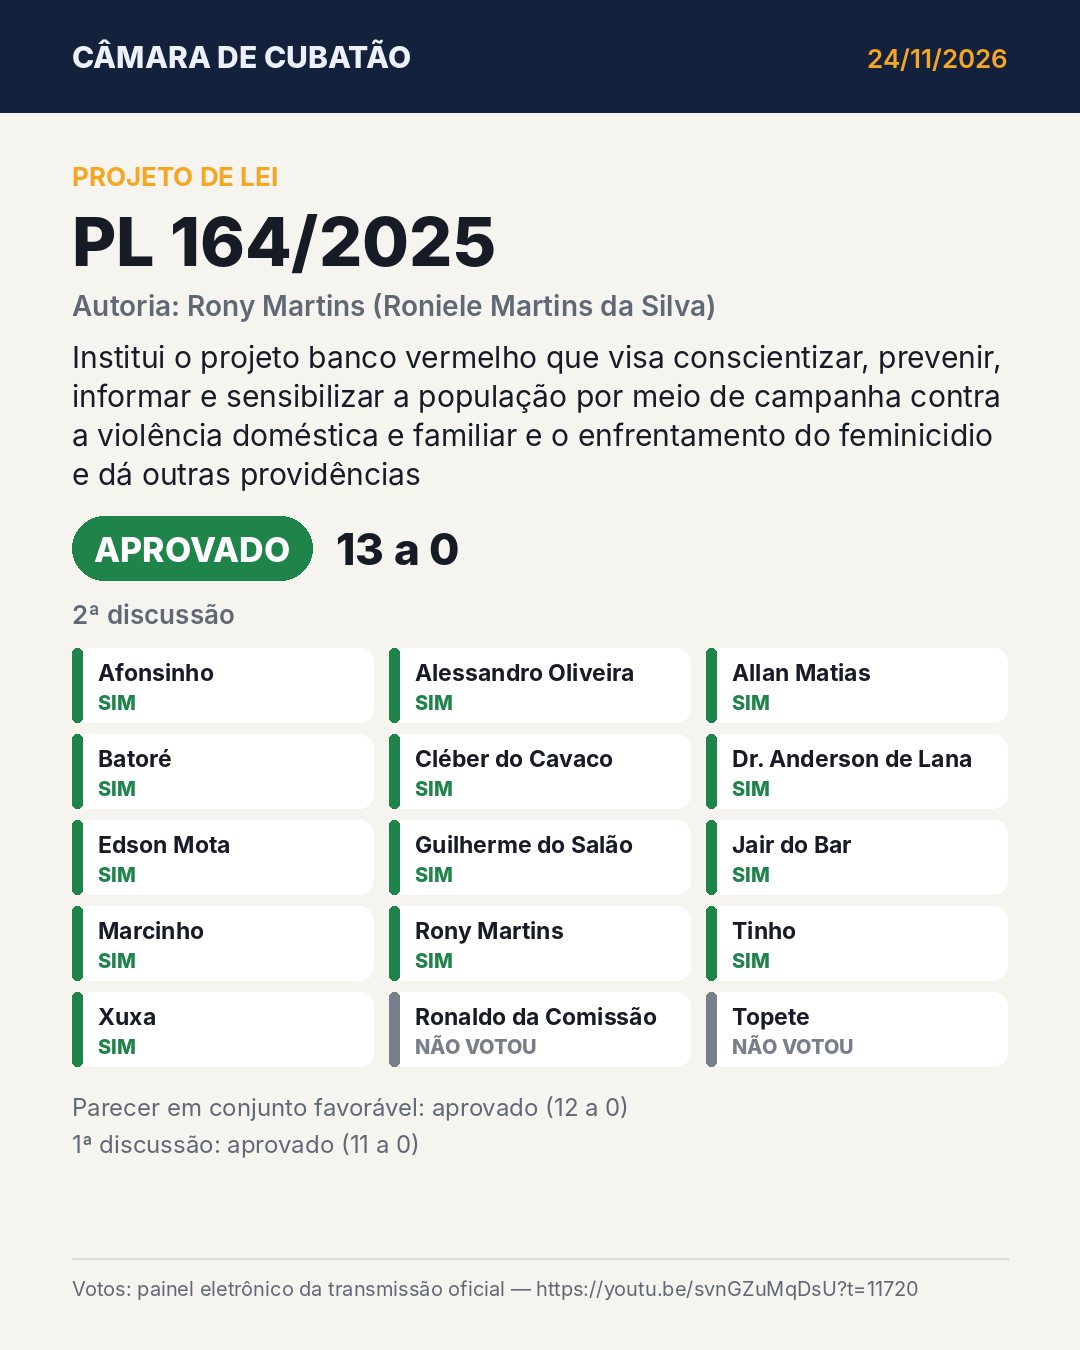 CÂMARA DE CUBATÃO
24/11/2026
PROJETO DE LEI
PL 164/2025
Autoria: Rony Martins (Roniele Martins da Silva)
Institui o projeto banco vermelho que visa conscientizar, prevenir,
informar e sensibilizar a população por meio de campanha contra
a violência doméstica e familiar e o enfrentamento do feminicidio
e dá outras providências
APROVADO 13 a 0
2ª discussão
Afonsinho
SIM
Alessandro Oliveira
SIM
Allan Matias
SIM
Batoré
SIM
Cléber do Cavaco
SIM
Dr. Anderson de Lana
SIM
Edson Mota
SIM
Guilherme do Salão
SIM
Jair do Bar
SIM
Marcinho
SIM
Rony Martins
SIM
Tinho
SIM
Xuxa
SIM
Ronaldo da Comissão
NÃO VOTOU
Topete
NÃO VOTOU
Parecer em conjunto favorável: aprovado (12 a 0)
1ª discussão: aprovado (11 a 0)
Votos: painel eletrônico da transmissão oficial — https://youtu.be/svnGZuMqDsU?t=11720